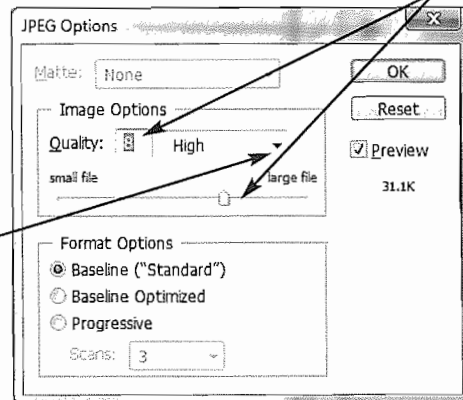 JPEG Options
Matte: None
OK
Image Options
Reset
Quality: 8 High
Preview
small file large file
31.1K
Format Options
Baseline ("Standard")
Baseline Optimized
Progressive
Scans: 3